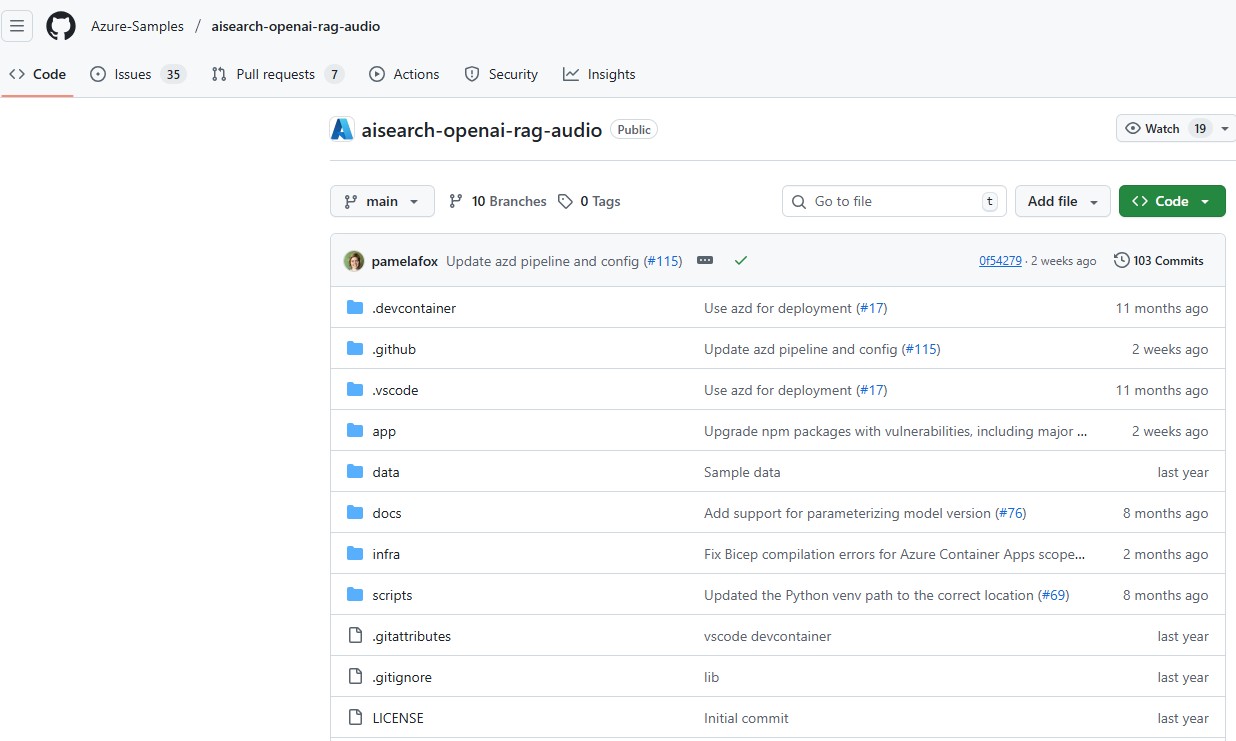 Azure-Samples / aisearch-openai-rag-audio
Code Issues 35 Pull requests 7 Actions Security Insights
aisearch-openai-rag-audio Public Watch 19
main 10 Branches 0 Tags Go to file t Add file Code
pamelafox Update azd pipeline and config (#115) 0f54279 · 2 weeks ago 103 Commits
.devcontainer Use azd for deployment (#17) 11 months ago
.github Update azd pipeline and config (#115) 2 weeks ago
.vscode Use azd for deployment (#17) 11 months ago
app Upgrade npm packages with vulnerabilities, including major ... 2 weeks ago
data Sample data last year
docs Add support for parameterizing model version (#76) 8 months ago
infra Fix Bicep compilation errors for Azure Container Apps scope... 2 months ago
scripts Updated the Python venv path to the correct location (#69) 8 months ago
.gitattributes vscode devcontainer last year
.gitignore lib last year
LICENSE Initial commit last year